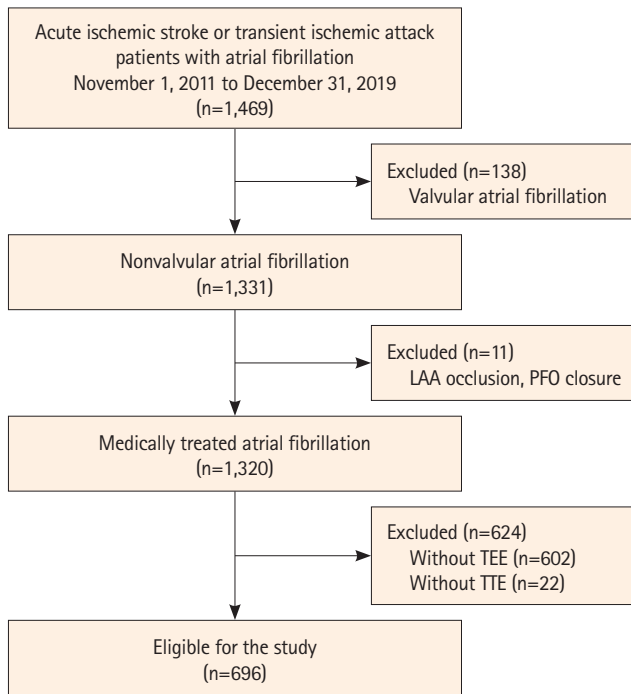 Acute ischemic stroke or transient ischemic attack
patients with atrial fibrillation
November 1, 2011 to December 31, 2019
(n=1,469)
Excluded (n=138)
Valvular atrial fibrillation
Nonvalvular atrial fibrillation
(n=1,331)
Excluded (n=11)
LAA occlusion, PFO closure
Medically treated atrial fibrillation
(n=1,320)
Excluded (n=624)
Without TEE (n=602)
Without TTE (n=22)
Eligible for the study
(n=696)